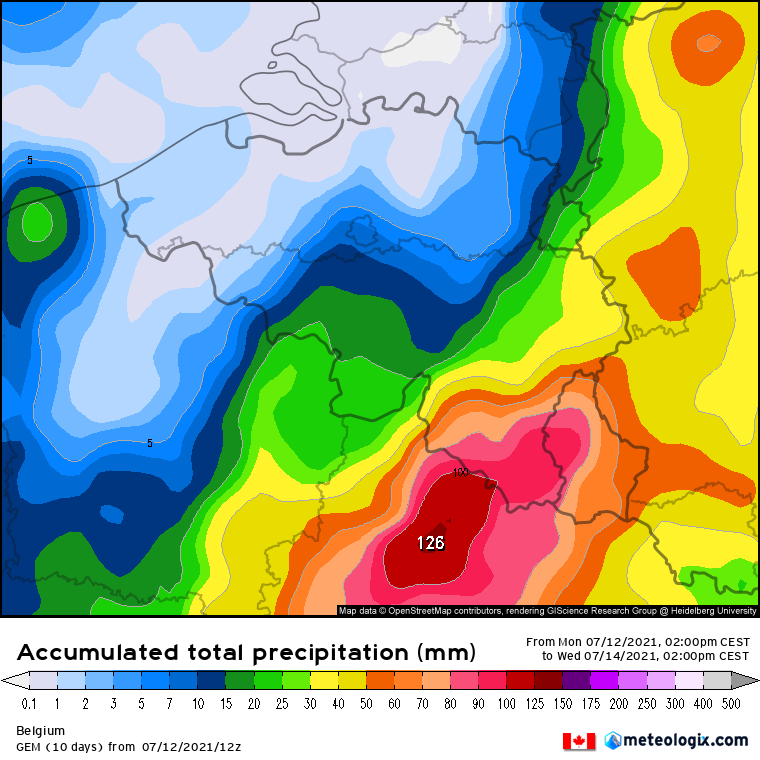 5
5
100
126
Map data © OpenStreetMap contributors, rendering GIScience Research Group @ Heidelberg University
Accumulated total precipitation (mm)
From Mon 07/12/2021, 02:00pm CEST
to Wed 07/14/2021, 02:00pm CEST
0.1 1 2 3 5 7 10 15 20 25 30 40 50 60 70 80 90 100 125 150 175 200 250 300 400 500
Belgium
GEM (10 days) from 07/12/2021/12z
meteologix.com